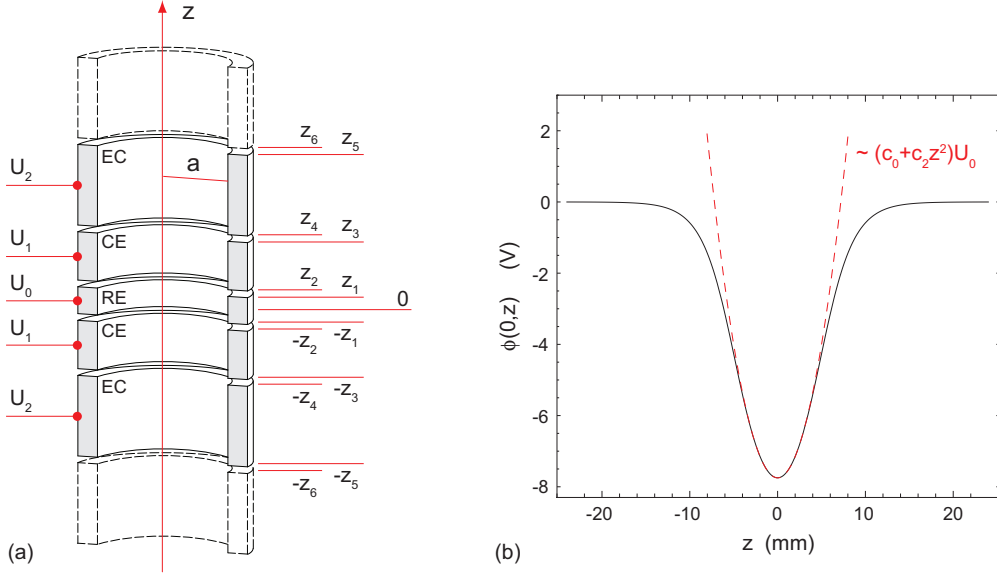 z
EC
z₆ z₅
a
U₂
z₄ z₃
U₁
CE
z₂ z₁
U₀
RE
0
U₁
CE
-z₂ -z₁
EC
-z₄ -z₃
U₂
-z₆ -z₅
(a)
2
~ (c₀+c₂z²)U₀
0
-2
-4
-6
-8
ϕ(0,z) (V)
-20 -10 0 10 20
z (mm)
(b)